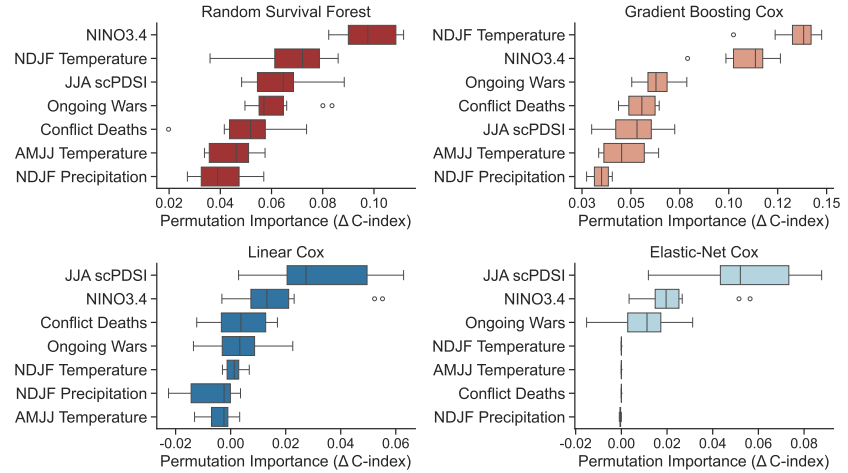 Random Survival Forest
NINO3.4
NDJF Temperature
JJA scPDSI
Ongoing Wars
Conflict Deaths
AMJJ Temperature
NDJF Precipitation
0.02 0.04 0.06 0.08 0.10
Permutation Importance (Δ C-index)
Gradient Boosting Cox
NDJF Temperature
NINO3.4
Ongoing Wars
Conflict Deaths
JJA scPDSI
AMJJ Temperature
NDJF Precipitation
0.03 0.05 0.08 0.10 0.13 0.15
Permutation Importance (Δ C-index)
Linear Cox
JJA scPDSI
NINO3.4
Conflict Deaths
Ongoing Wars
NDJF Temperature
NDJF Precipitation
AMJJ Temperature
-0.02 0.00 0.02 0.04 0.06
Permutation Importance (Δ C-index)
Elastic-Net Cox
JJA scPDSI
NINO3.4
Ongoing Wars
NDJF Temperature
AMJJ Temperature
Conflict Deaths
NDJF Precipitation
-0.02 0.00 0.02 0.04 0.06 0.08
Permutation Importance (Δ C-index)